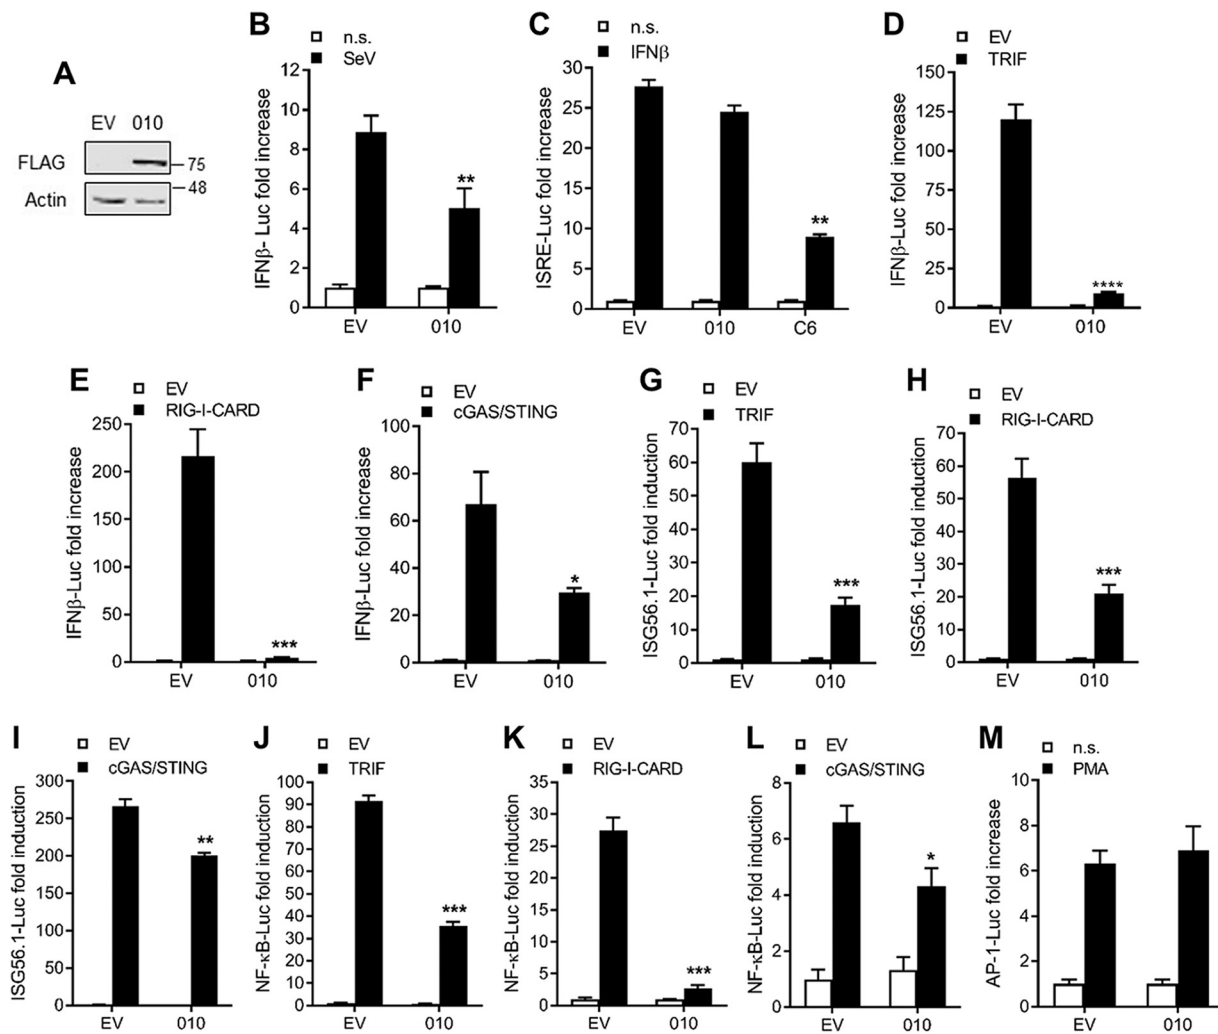 A
EV 010
FLAG
75
48
Actin
B
n.s.
SeV
IFNβ- Luc fold increase
12
10
8
6
4
2
0
**
EV 010
C
n.s.
IFNβ
ISRE-Luc fold increase
30
25
20
15
10
5
0
**
EV 010 C6
D
EV
TRIF
IFNβ-Luc fold increase
150
125
100
75
50
25
0
****
EV 010
E
EV
RIG-I-CARD
IFNβ-Luc fold increase
250
200
150
100
50
0
***
EV 010
F
EV
cGAS/STING
IFNβ-Luc fold increase
100
80
60
40
20
0
*
EV 010
G
EV
TRIF
ISG56.1-Luc fold induction
70
60
50
40
30
20
10
0
***
EV 010
H
EV
RIG-I-CARD
ISG56.1-Luc fold induction
70
60
50
40
30
20
10
0
***
EV 010
I
EV
cGAS/STING
ISG56.1-Luc fold induction
300
250
200
150
100
50
0
**
EV 010
J
EV
TRIF
NF-κB-Luc fold induction
100
90
80
70
60
50
40
30
20
10
0
***
EV 010
K
EV
RIG-I-CARD
NF-κB-Luc fold induction
35
30
25
20
15
10
5
0
***
EV 010
L
EV
cGAS/STING
NF-κB-Luc fold induction
8
6
4
2
0
*
EV 010
M
n.s.
PMA
AP-1-Luc fold increase
10
8
6
4
2
0
EV 010